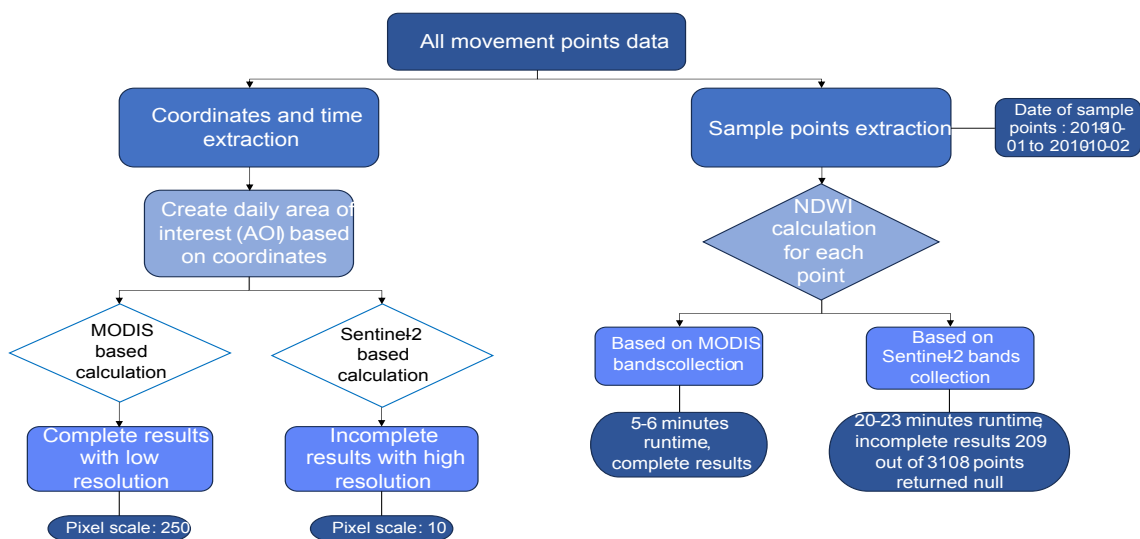 All movement points data
Coordinates and time
extraction
Sample points extraction
Date of sample
points : 2019-10-
01 to 2019-10-02
Create daily area of
interest (AOI) based
on coordinates
NDWI
calculation
for each
point
MODIS
based
calculation
Sentinel-2
based
calculation
Based on MODIS
bandscollection
Based on
Sentinel-2 bands
collection
Complete results
with low
resolution
Incomplete
results with high
resolution
5-6 minutes
runtime,
complete results
20-23 minutes runtime,
incomplete results: 209
out of 3108 points
returned null
Pixel scale: 250
Pixel scale: 10